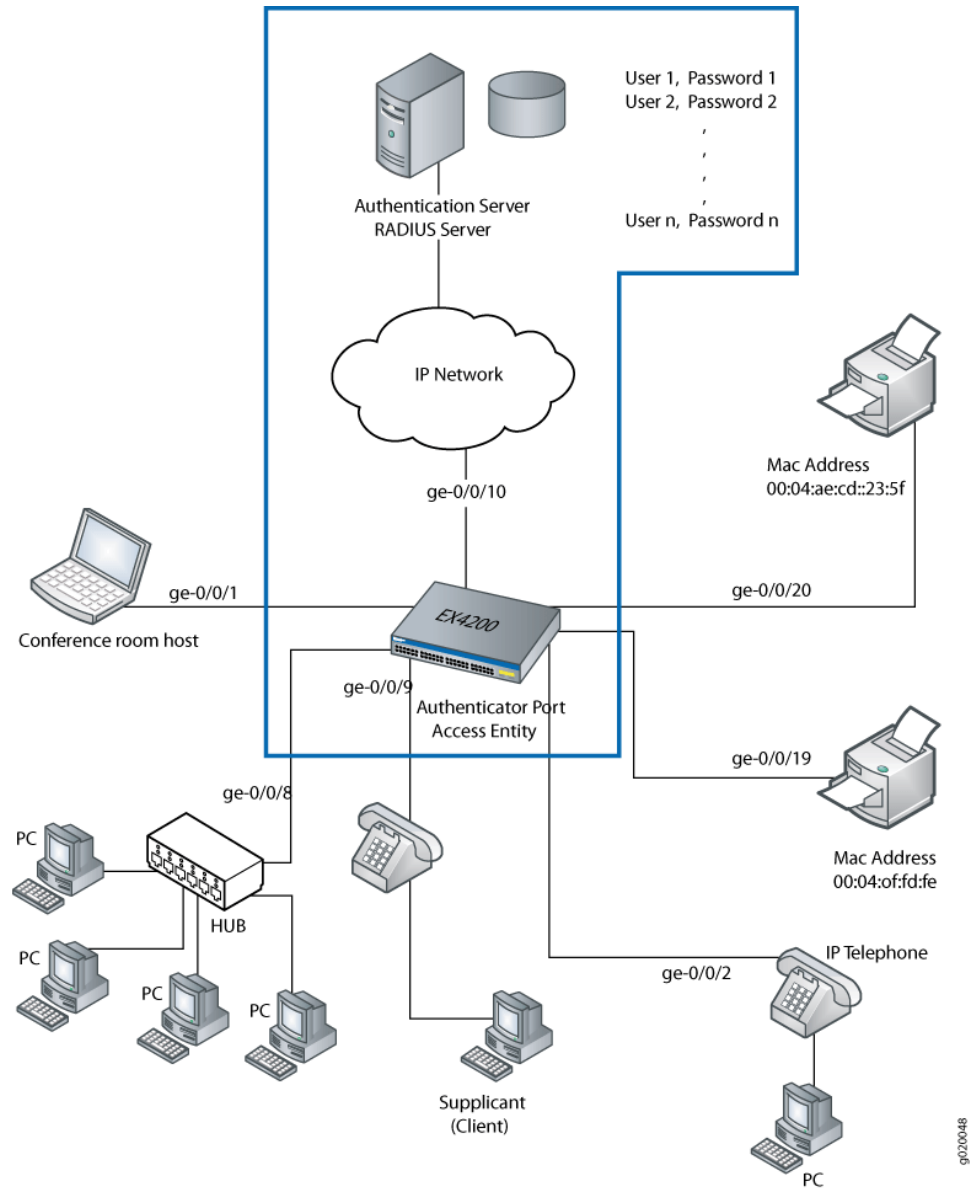 User 1, Password 1
User 2, Password 2
,
,
,
,
User n, Password n
Authentication Server
RADIUS Server
IP Network
ge-0/0/10
Mac Address
00:04:ae:cd::23:5f
ge-0/0/1
ge-0/0/20
EX4200
Conference room host
ge-0/0/9
Authenticator Port
Access Entity
ge-0/0/19
ge-0/0/8
PC
Mac Address
00:04:of:fd:fe
HUB
PC
IP Telephone
ge-0/0/2
PC
PC
Supplicant
(Client)
PC
g020048